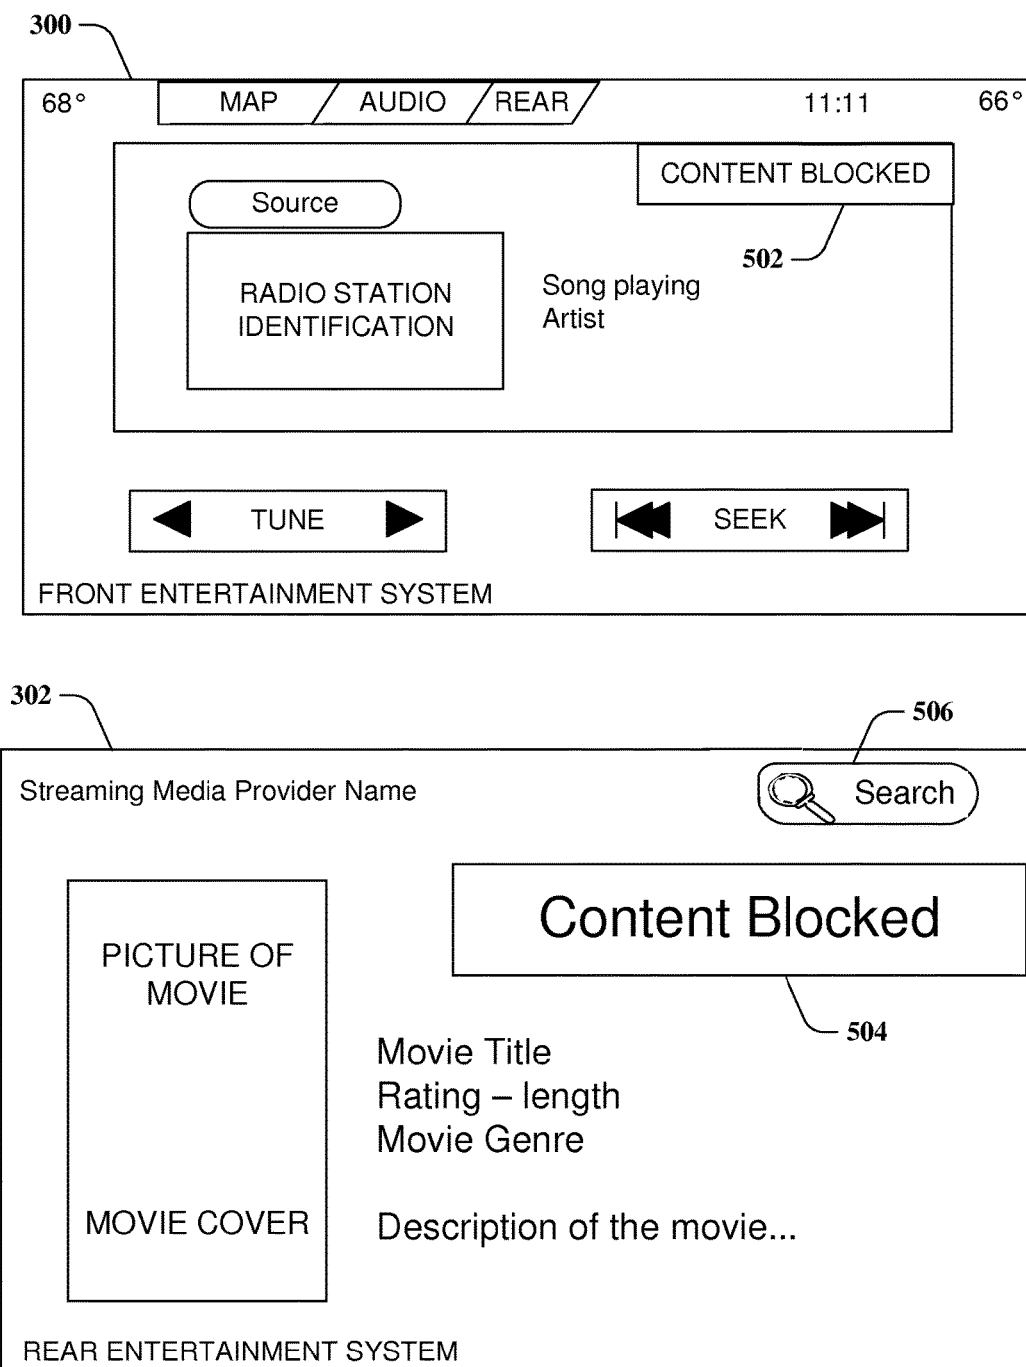 300
68° MAP AUDIO REAR 11:11 66°
CONTENT BLOCKED
Source
502
RADIO STATION
IDENTIFICATION
Song playing
Artist
TUNE SEEK
FRONT ENTERTAINMENT SYSTEM
302
506
Streaming Media Provider Name
Search
Content Blocked
PICTURE OF
MOVIE
504
Movie Title
Rating – length
Movie Genre
MOVIE COVER
Description of the movie...
REAR ENTERTAINMENT SYSTEM